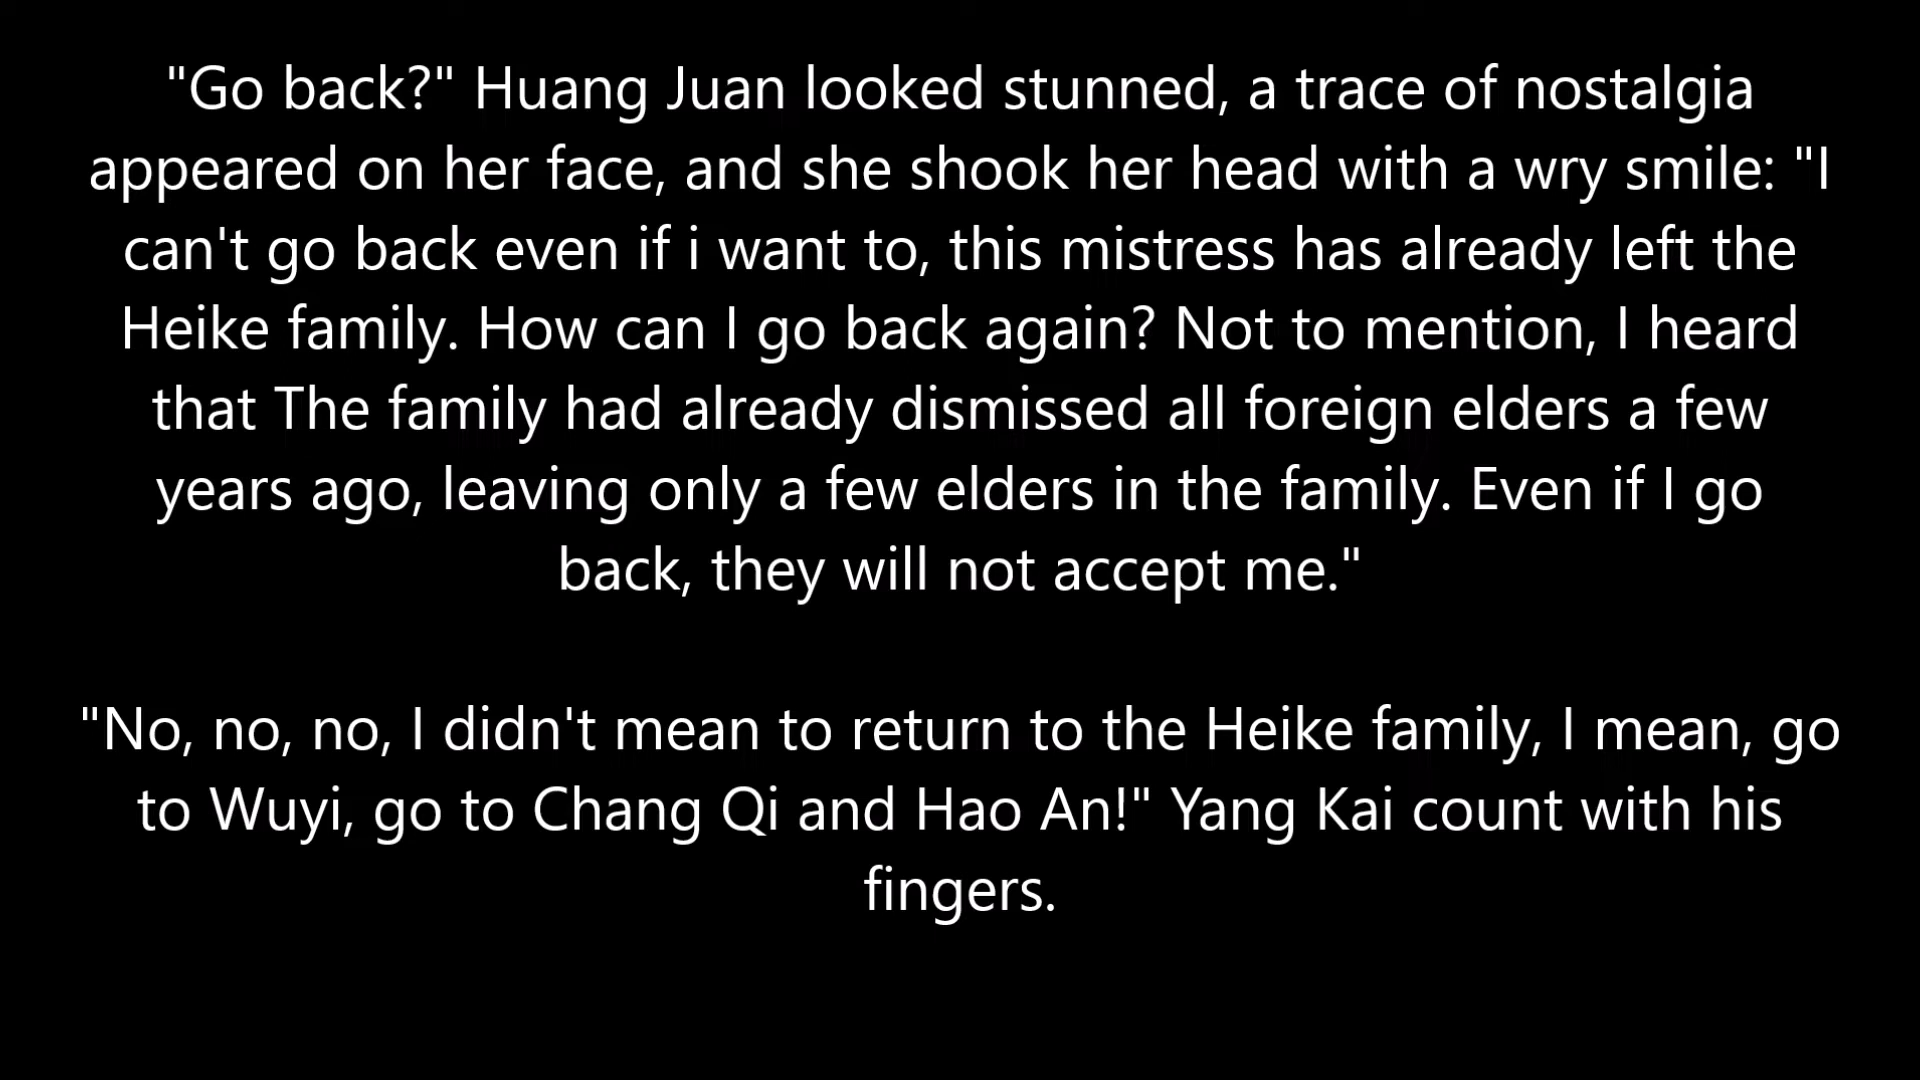 "Go back?" Huang Juan looked stunned, a trace of nostalgia
appeared on her face, and she shook her head with a wry smile: "I
can't go back even if i want to, this mistress has already left the
Heike family. How can I go back again? Not to mention, I heard
that The family had already dismissed all foreign elders a few
years ago, leaving only a few elders in the family. Even if I go
back, they will not accept me."
"No, no, no, I didn't mean to return to the Heike family, I mean, go
to Wuyi, go to Chang Qi and Hao An!" Yang Kai count with his
fingers.